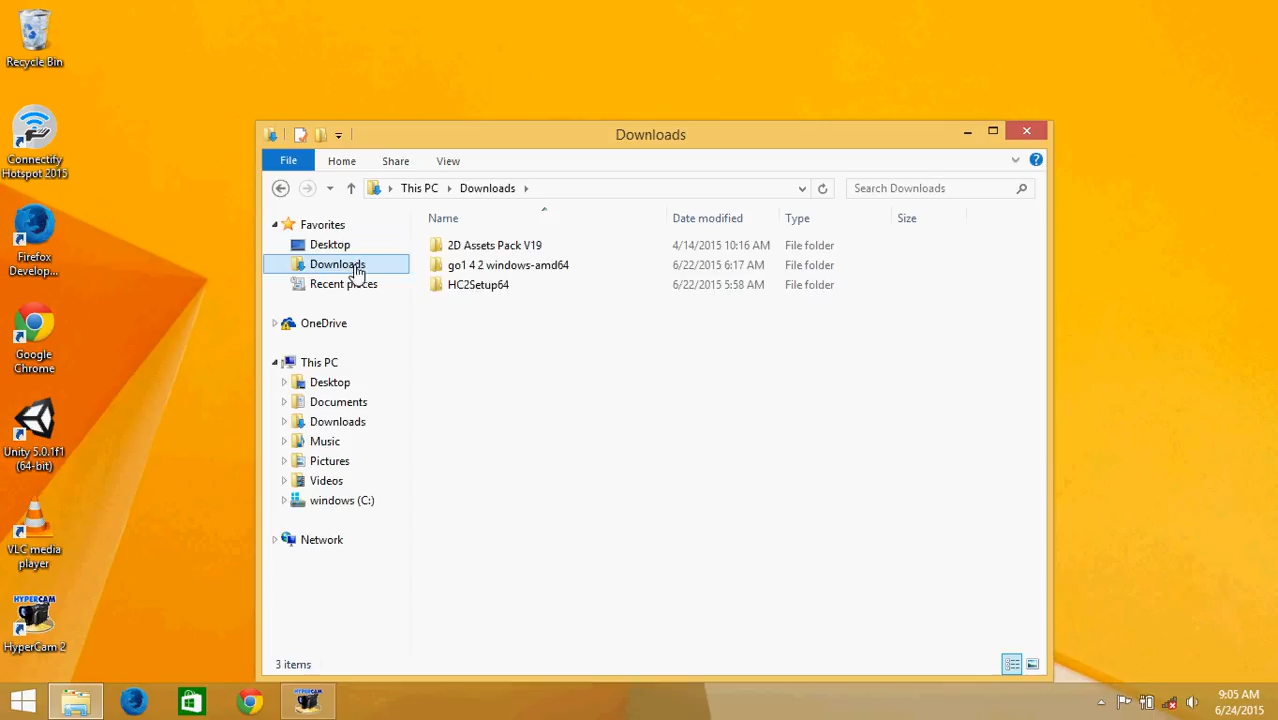 Recycle Bin
Connectify
Hotspot 2015
Firefox
Develop...
Google
Chrome
Unity 5.0.1f1
(64-bit)
VLC media
player
HYPERCAM
HyperCam 2
Downloads
File Home Share View
This PC Downloads
Search Downloads
Name Date modified Type Size
Favorites
Desktop
Downloads
Recent places
OneDrive
This PC
Desktop
Documents
Downloads
Music
Pictures
Videos
windows (C:)
Network
2D Assets Pack V19 4/14/2015 10:16 AM File folder
go1 4 2 windows-amd64 6/22/2015 6:17 AM File folder
HC2Setup64 6/22/2015 5:58 AM File folder
3 items
HYPERCAM
9:05 AM
6/24/2015